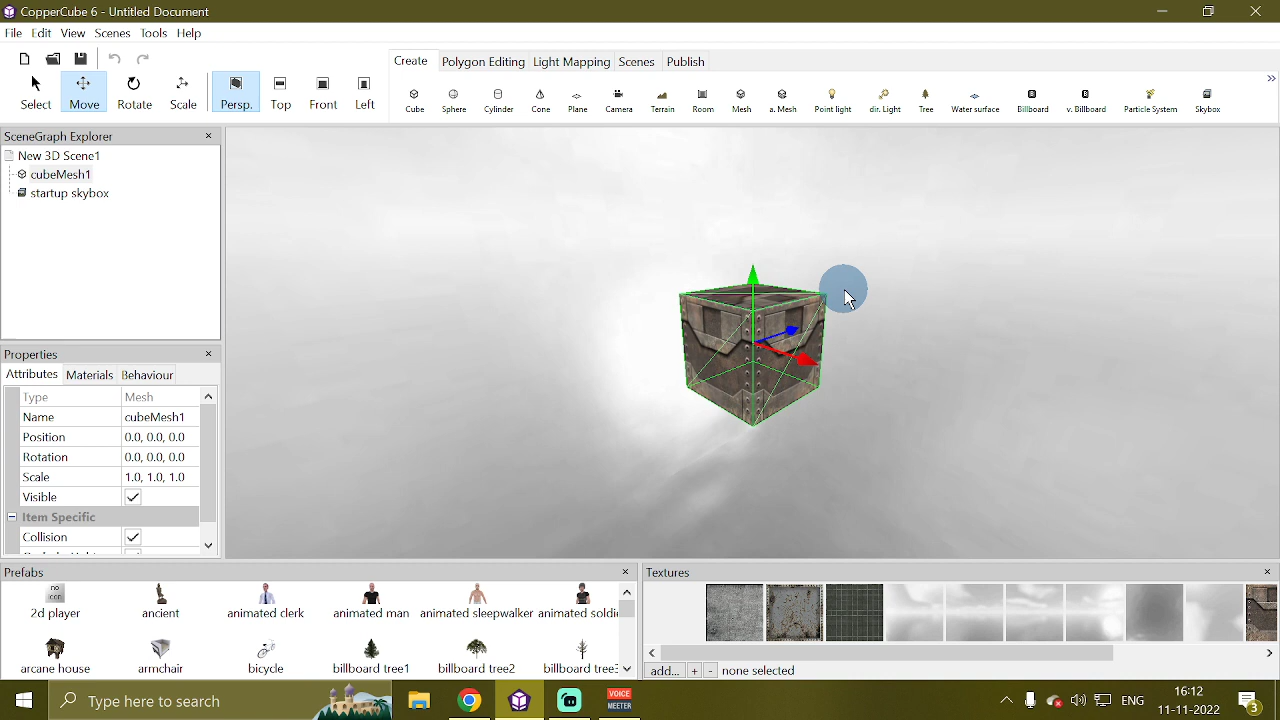 CopperCube 6 - Untitled Document
File Edit View Scenes Tools Help
Create Polygon Editing Light Mapping Scenes Publish
Select Move Rotate Scale Persp. Top Front Left
Cube Sphere Cylinder Cone Plane Camera Terrain Room Mesh a. Mesh Point light dir. Light Tree Water surface Billboard v. Billboard Particle System Skybox
SceneGraph Explorer
New 3D Scene1
cubeMesh1
startup skybox
Properties
Attributes Materials Behaviour
Type Mesh
Name cubeMesh1
Position 0.0, 0.0, 0.0
Rotation 0.0, 0.0, 0.0
Scale 1.0, 1.0, 1.0
Visible
Item Specific
Collision
Prefabs
2d player ancient animated clerk animated man animated sleepwalker animated soldi
arcane house armchair bicycle billboard tree1 billboard tree2 billboard tree3
Textures
add... + - none selected
Type here to search
VOICE
MEETER
ENG
16:12
11-11-2022
3